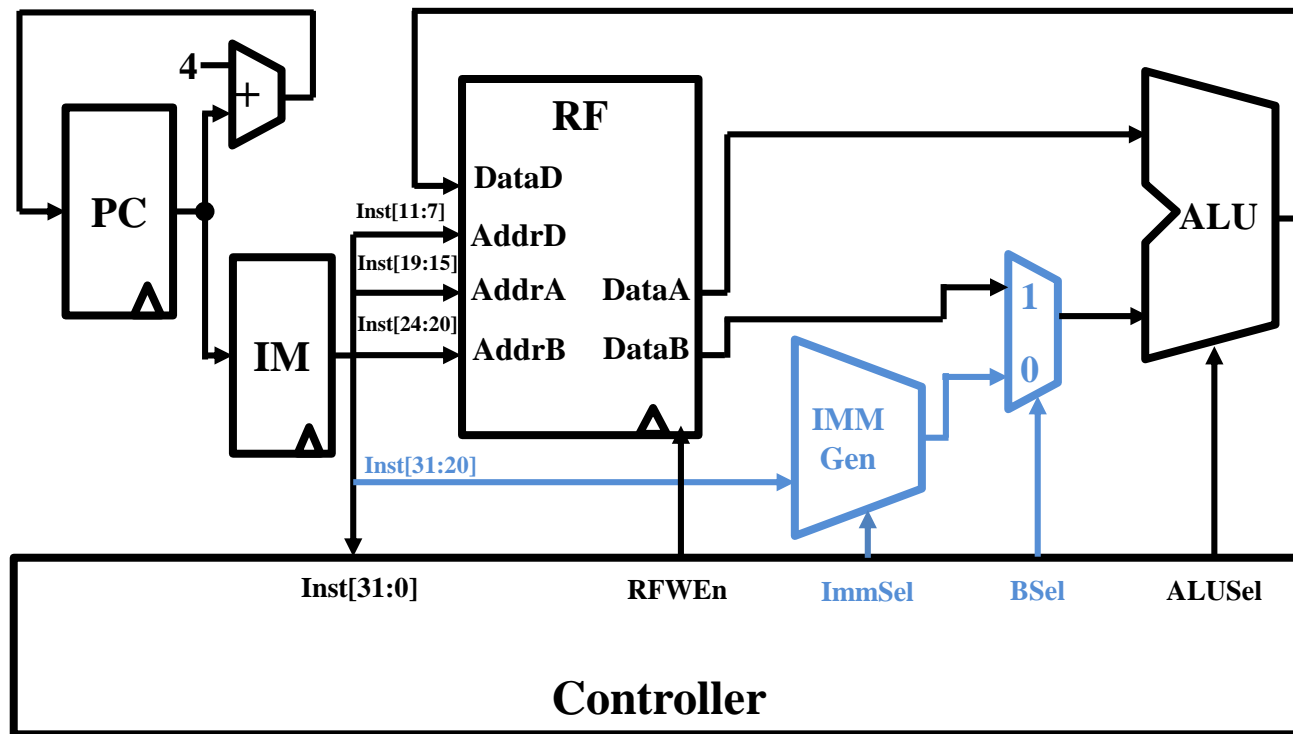 4
+
RF
PC
DataD
Inst[11:7]
AddrD
ALU
Inst[19:15]
AddrA
DataA
1
Inst[24:20]
IM
AddrB
DataB
0
IMM
Gen
Inst[31:20]
Inst[31:0]
RFWEn
ImmSel
BSel
ALUSel
Controller